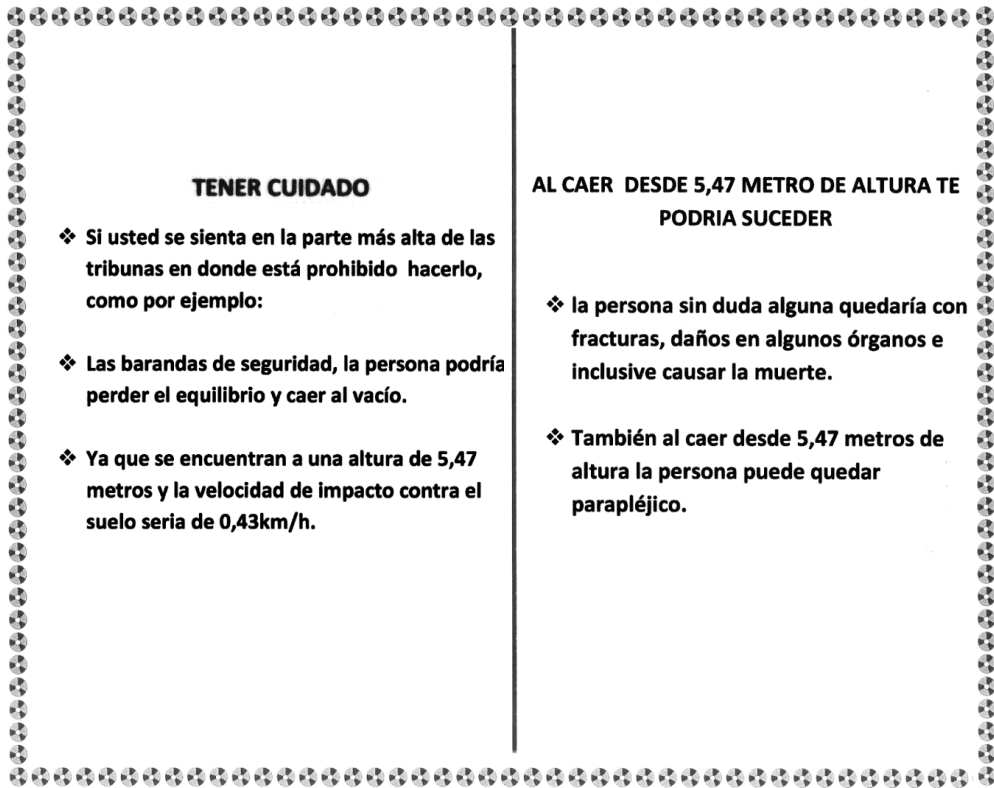 TENER CUIDADO
❖ Si usted se sienta en la parte más alta de las
tribunas en donde está prohibido hacerlo,
como por ejemplo:
❖ Las barandas de seguridad, la persona podría
perder el equilibrio y caer al vacío.
❖ Ya que se encuentran a una altura de 5,47
metros y la velocidad de impacto contra el
suelo seria de 0,43km/h.
AL CAER DESDE 5,47 METRO DE ALTURA TE
PODRIA SUCEDER
❖ la persona sin duda alguna quedaría con
fracturas, daños en algunos órganos e
inclusive causar la muerte.
❖ También al caer desde 5,47 metros de
altura la persona puede quedar
parapléjico.